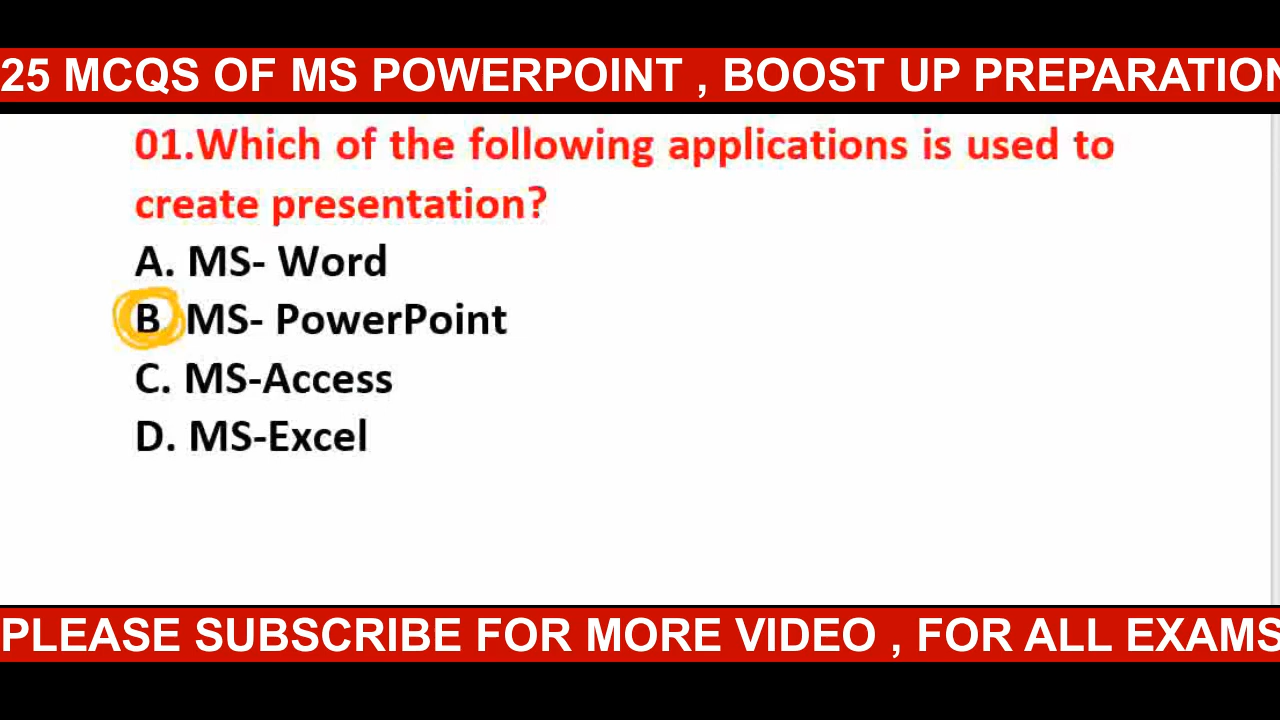 25 MCQS OF MS POWERPOINT , BOOST UP PREPARATION
01.Which of the following applications is used to
create presentation?
A. MS- Word
B MS- PowerPoint
C. MS-Access
D. MS-Excel
PLEASE SUBSCRIBE FOR MORE VIDEO , FOR ALL EXAMS